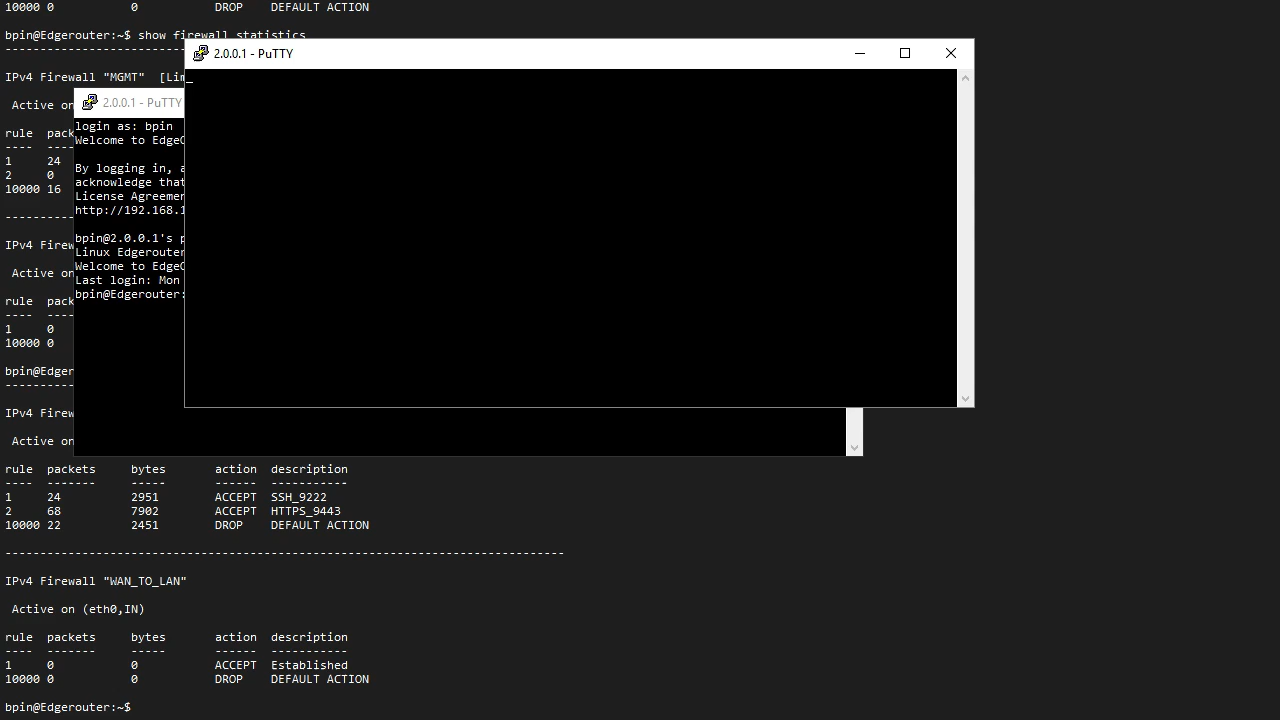 10000 0 0 DROP DEFAULT ACTION
bpin@Edgerouter:~$ show firewall statistics
--------------------------
IPv4 Firewall "MGMT" [Lim
Active on
rule pack
---- ----
1 24
2 0
10000 16
----------
IPv4 Firew
Active on
rule pack
---- ----
1 0
10000 0
bpin@Edger
----------
IPv4 Firew
Active on
2.0.0.1 - PuTTY
login as: bpin
Welcome to Edge
By logging in, a
acknowledge that
License Agreemen
http://192.168.1
bpin@2.0.0.1's p
Linux Edgerouter
Welcome to Edge
Last login: Mon
bpin@Edgerouter:
2.0.0.1 - PuTTY
rule packets bytes action description
---- ------- ----- ------ -----------
1 24 2951 ACCEPT SSH_9222
2 68 7902 ACCEPT HTTPS_9443
10000 22 2451 DROP DEFAULT ACTION
--------------------------------------------------------------------------------
IPv4 Firewall "WAN_TO_LAN"
Active on (eth0,IN)
rule packets bytes action description
---- ------- ----- ------ -----------
1 0 0 ACCEPT Established
10000 0 0 DROP DEFAULT ACTION
bpin@Edgerouter:~$